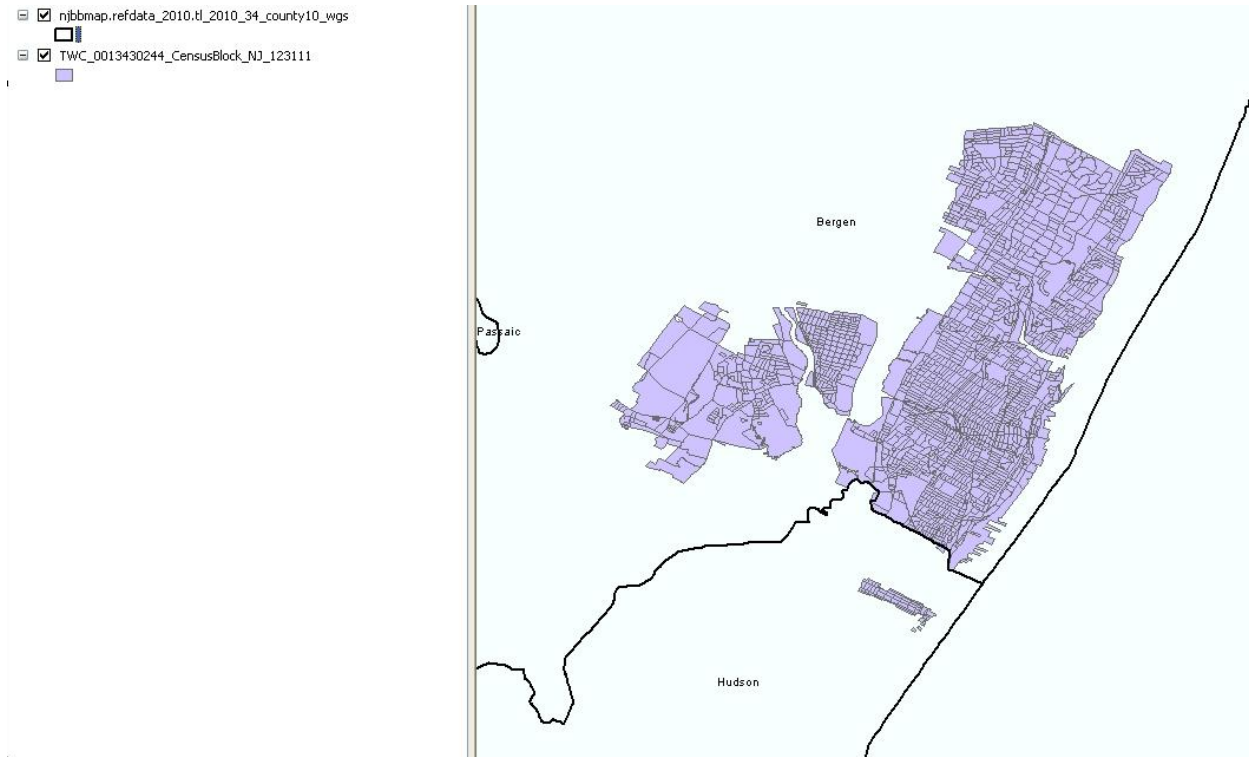 njbbmap.refdata_2010.tl_2010_34_county10_wgs
TWC_0013430244_CensusBlock_NJ_123111
Bergen
Passaic
Hudson